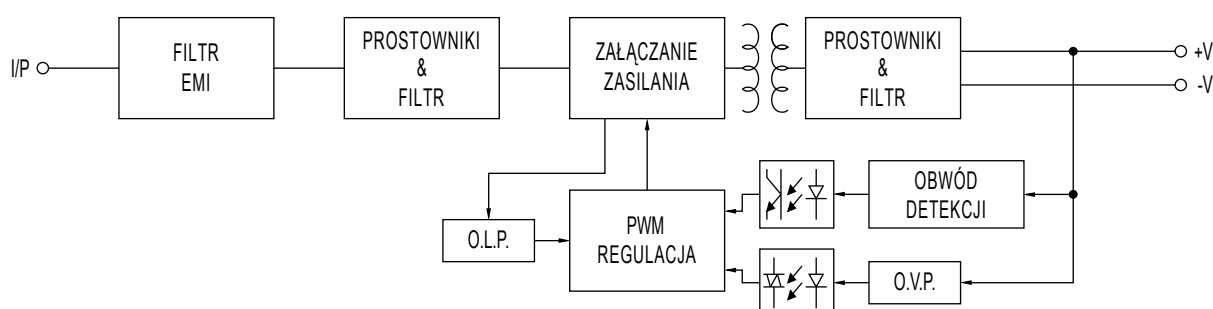 I/P
FILTR
EMI
PROSTOWNIKI
&
FILTR
ZAŁĄCZANIE
ZASILANIA
PROSTOWNIKI
&
FILTR
+V
-V
O.L.P.
PWM
REGULACJA
OBWÓD
DETEKCJI
O.V.P.